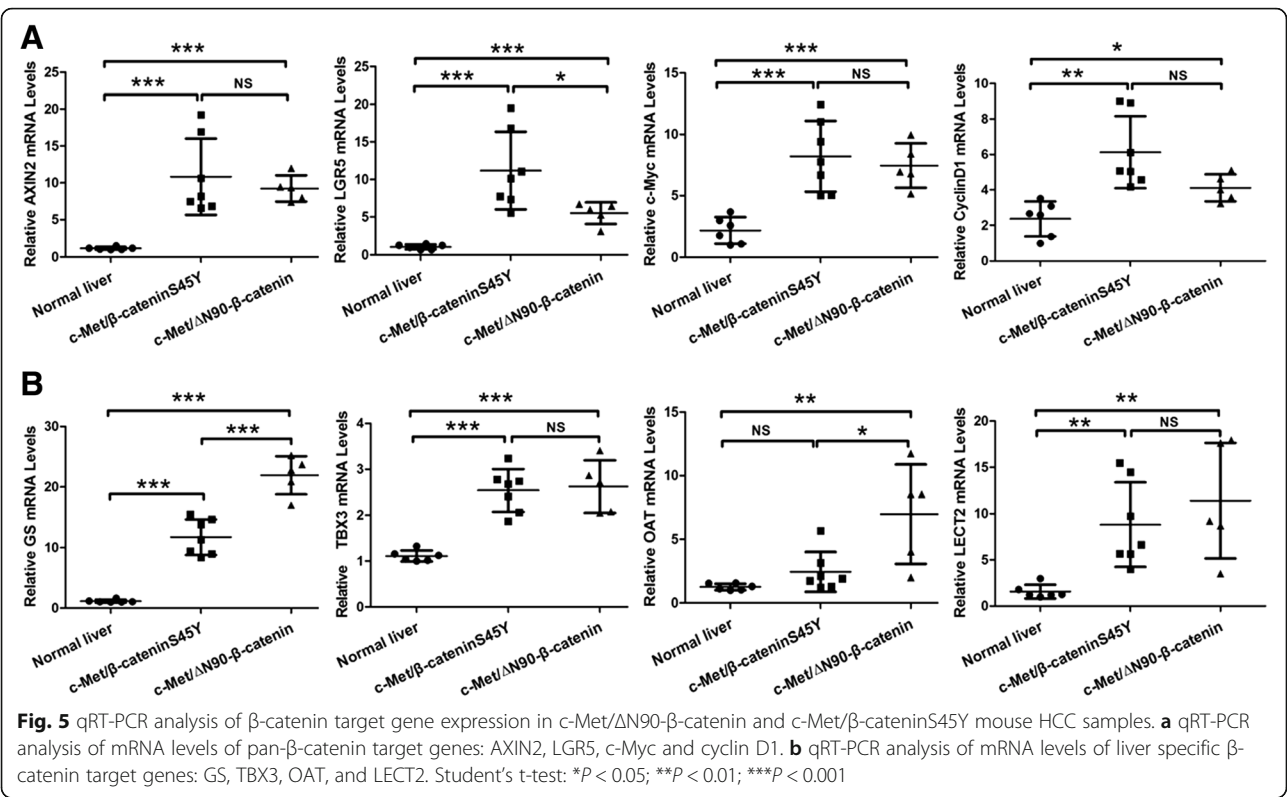 A
Relative AXIN2 mRNA Levels
25
20
15
10
5
0
***
***
NS
Normal liver
c-Met/β-cateninS45Y
c-Met/ΔN90-β-catenin
Relative LGR5 mRNA Levels
25
20
15
10
5
0
***
***
*
Normal liver
c-Met/β-cateninS45Y
c-Met/ΔN90-β-catenin
Relative c-Myc mRNA Levels
15
10
5
0
***
***
NS
Normal liver
c-Met/β-cateninS45Y
c-Met/ΔN90-β-catenin
Relative CyclinD1 mRNA Levels
10
8
6
4
2
0
*
**
NS
Normal liver
c-Met/β-cateninS45Y
c-Met/ΔN90-β-catenin
B
Relative GS mRNA Levels
30
20
10
0
***
***
***
Normal liver
c-Met/β-cateninS45Y
c-Met/ΔN90-β-catenin
Relative TBX3 mRNA Levels
4
3
2
1
0
***
***
NS
Normal liver
c-Met/β-cateninS45Y
c-Met/ΔN90-β-catenin
Relative OAT mRNA Levels
15
10
5
0
**
NS
*
Normal liver
c-Met/β-cateninS45Y
c-Met/ΔN90-β-catenin
Relative LECT2 mRNA Levels
20
15
10
5
0
**
**
NS
Normal liver
c-Met/β-cateninS45Y
c-Met/ΔN90-β-catenin
Fig. 5 qRT-PCR analysis of β-catenin target gene expression in c-Met/ΔN90-β-catenin and c-Met/β-cateninS45Y mouse HCC samples. a qRT-PCR
analysis of mRNA levels of pan-β-catenin target genes: AXIN2, LGR5, c-Myc and cyclin D1. b qRT-PCR analysis of mRNA levels of liver specific β-
catenin target genes: GS, TBX3, OAT, and LECT2. Student's t-test: *P < 0.05; **P < 0.01; ***P < 0.001